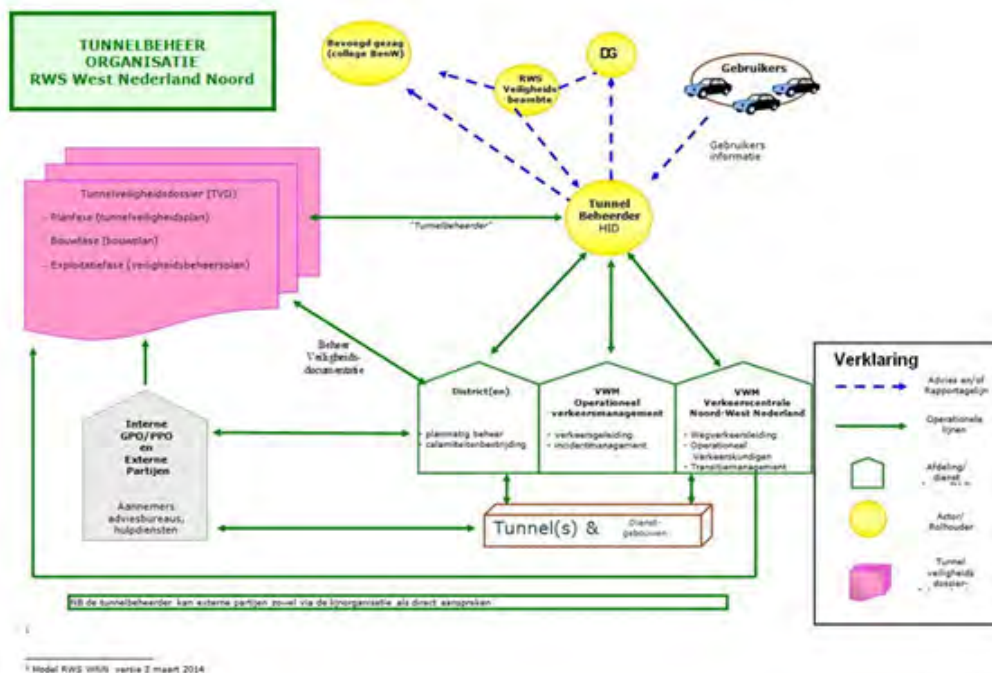 TUNNELBEHEER
ORGANISATIE
RWS West Nederland Noord
Bevoegd gezag
(college BenW)
DG
RWS
Veiligheids
beambte
Gebruikers
Gebruikers
informatie
Tunnelveiligheidsdossier (TVD)
- Planfase (tunnelveiligheidsplan)
- Bouwfase (bouwplan)
- Exploitatiefase (veiligheidsbeheersplan)
"Tunnelbeheerder"
Tunnel
Beheerder
HID
Beheer
Veiligheids-
documentatie
Interne
GPO/PPO
en
Externe
Partijen
Aannemers
adviesbureaus,
hulpdiensten
District(en)
- planmatig beheer
- calamiteitenbestrijding
VWM
Operationeel
verkeersmanagement
- verkeersgeleiding
- incidentmanagement
VWM
Verkeerscentrale
Noord-West Nederland
- Wegverkeersleiding
- Operationeel
Verkeerskundigen
- Transitiemanagement
Tunnel(s) &
Dienst-
gebouwen
Verklaring
Advies en/of
Rapportagelijn
Operationele
lijnen
Afdeling/
dienst
Actor/
Rolhouder
Tunnel
veiligheids
dossier
NB de tunnelbeheerder kan externe partijen zowel via de lijnorganisatie als direct aanspreken
Model RWS WNN versie 2 maart 2014